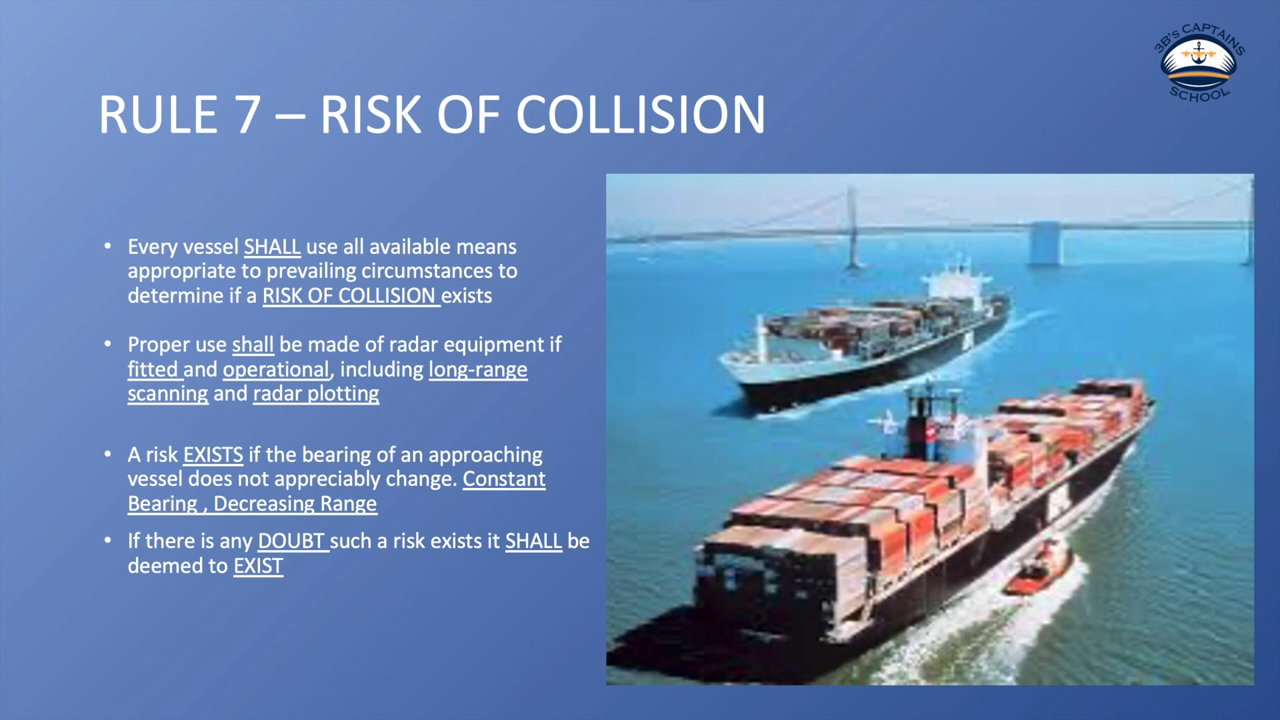 3B's CAPTAINS
SCHOOL
RULE 7 – RISK OF COLLISION
• Every vessel SHALL use all available means
appropriate to prevailing circumstances to
determine if a RISK OF COLLISION exists
• Proper use shall be made of radar equipment if
fitted and operational, including long-range
scanning and radar plotting
• A risk EXISTS if the bearing of an approaching
vessel does not appreciably change. Constant
Bearing , Decreasing Range
• If there is any DOUBT such a risk exists it SHALL be
deemed to EXIST